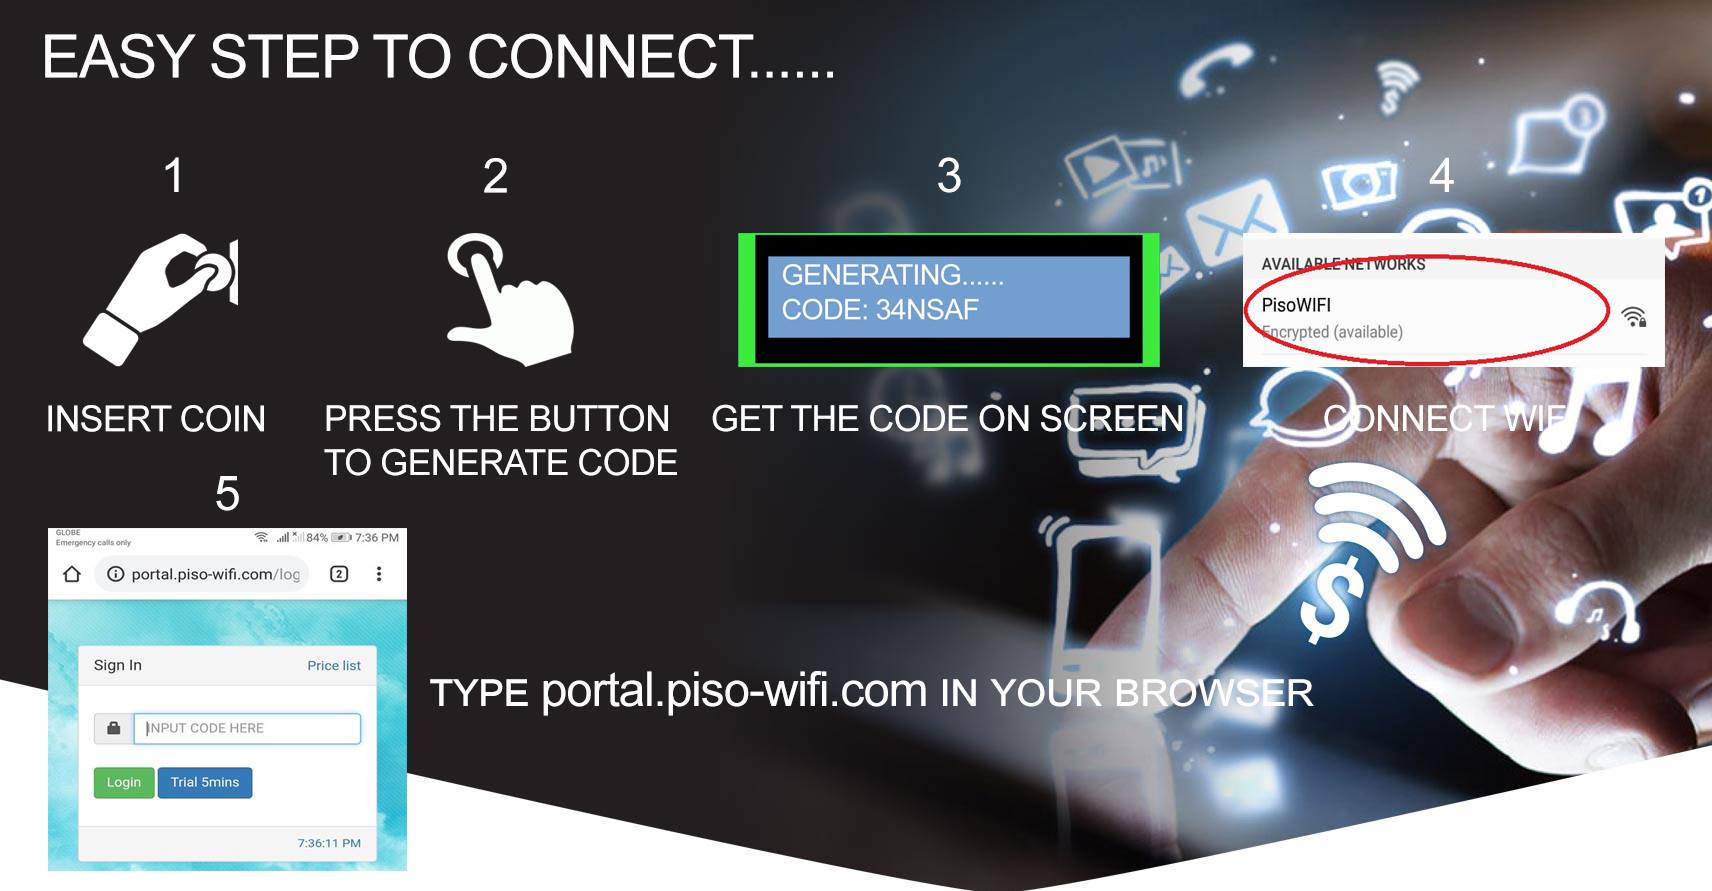 EASY STEP TO CONNECT......
1
2
3
4
GENERATING......
CODE: 34NSAF
AVAILABLE NETWORKS
PisoWIFI
Encrypted (available)
INSERT COIN
PRESS THE BUTTON
TO GENERATE CODE
GET THE CODE ON SCREEN
CONNECT WIFI
5
GLOBE
Emergency calls only
84%
7:36 PM
portal.piso-wifi.com/log
2
Sign In
Price list
INPUT CODE HERE
Login
Trial 5mins
7:36:11 PM
TYPE portal.piso-wifi.com IN YOUR BROWSER